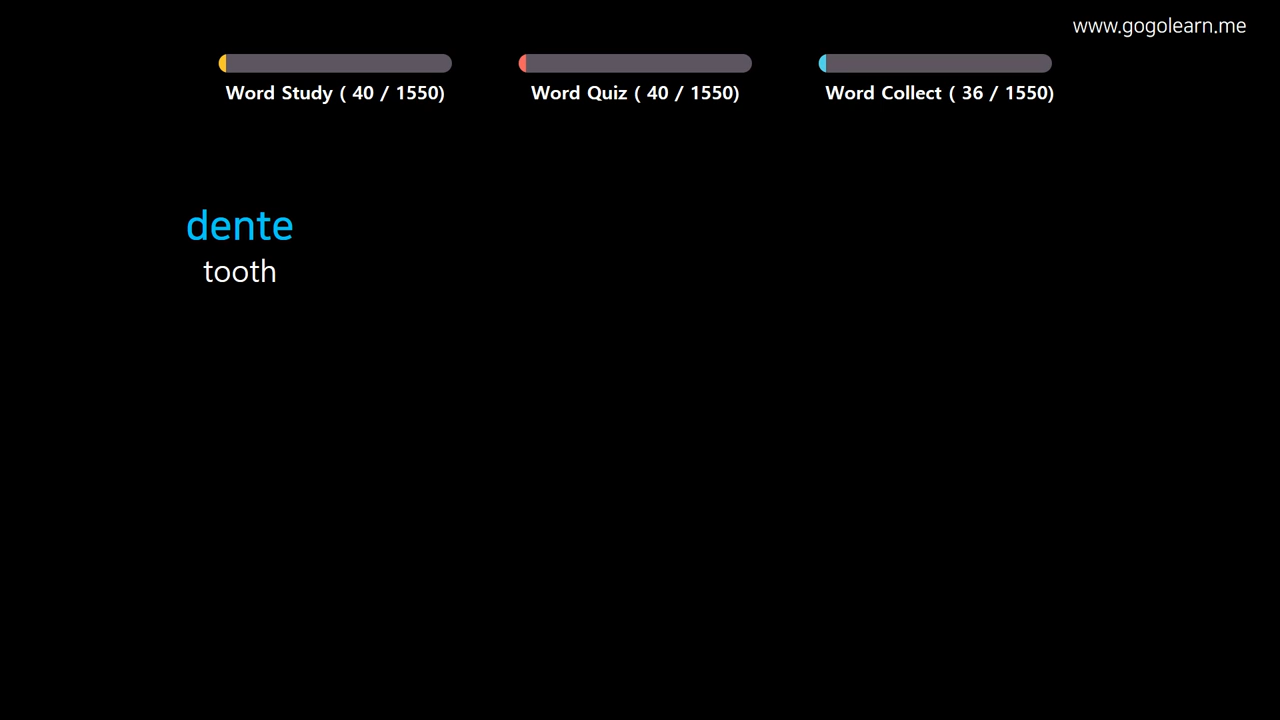 www.gogolearn.me
Word Study ( 40 / 1550)
Word Quiz ( 40 / 1550)
Word Collect ( 36 / 1550)
dente
tooth